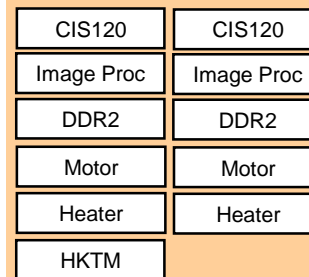 CIS120 CIS120
Image Proc Image Proc
DDR2 DDR2
Motor Motor
Heater Heater
HKTM